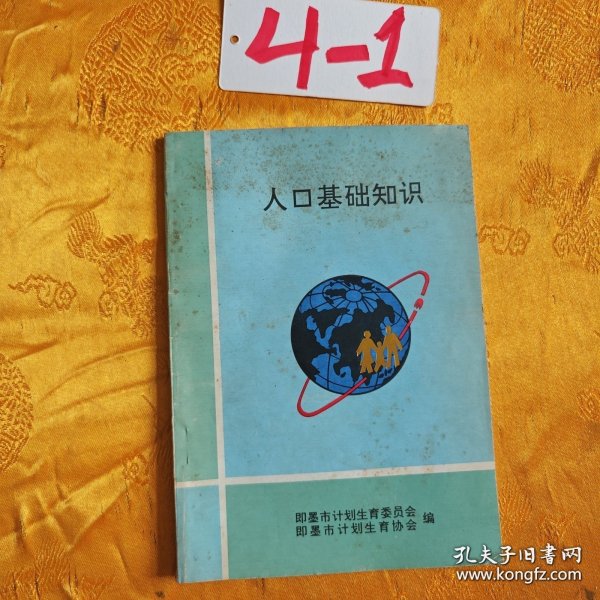 4-1
人口基础知识
即墨市计划生育委员会
即墨市计划生育协会
编
孔夫子旧书网
www.kongfz.com